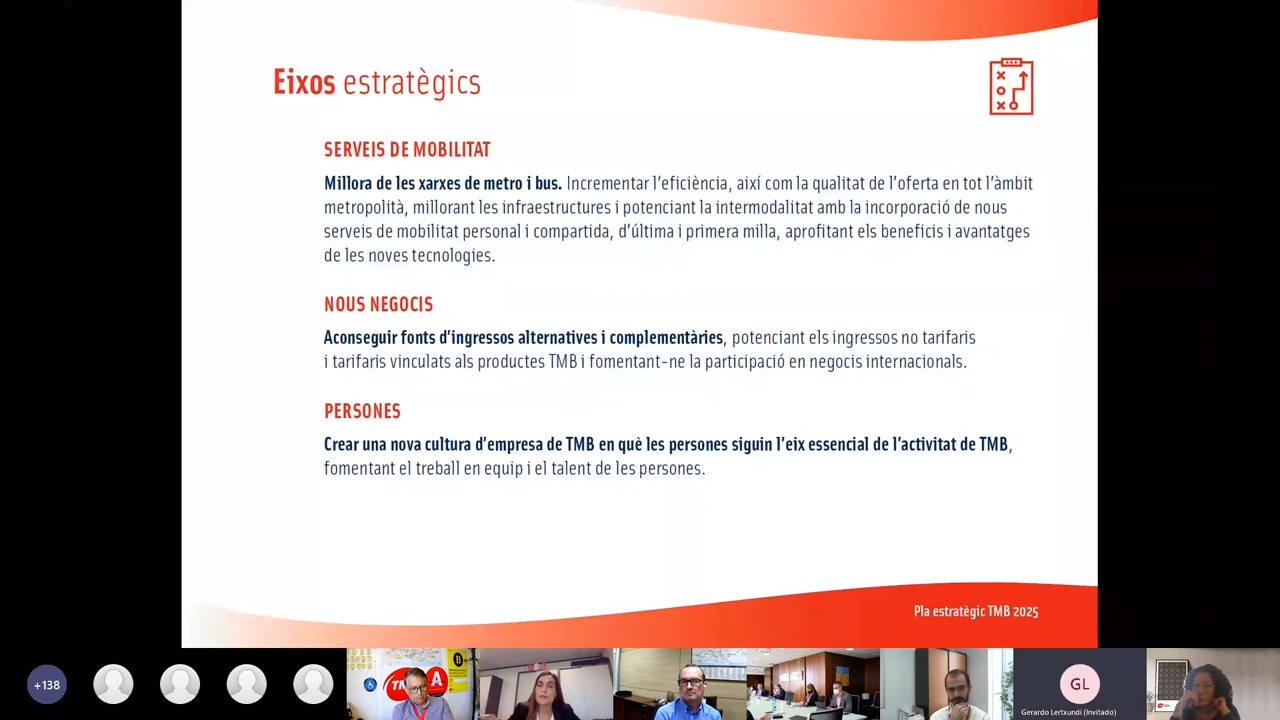 Eixos estratègics
SERVEIS DE MOBILITAT
Millora de les xarxes de metro i bus. Incrementar l'eficiència, així com la qualitat de l'oferta en tot l'àmbit
metropolità, millorant les infraestructures i potenciant la intermodalitat amb la incorporació de nous
serveis de mobilitat personal i compartida, d'última i primera milla, aprofitant els beneficis i avantatges
de les noves tecnologies.
NOUS NEGOCIS
Aconseguir fonts d'ingressos alternatives i complementàries, potenciant els ingressos no tarifaris
i tarifaris vinculats als productes TMB i fomentant-ne la participació en negocis internacionals.
PERSONES
Crear una nova cultura d'empresa de TMB en què les persones siguin l'eix essencial de l'activitat de TMB,
fomentant el treball en equip i el talent de les persones.
Pla estratègic TMB 2025
+138
GL
Gerardo Lertxundi (Invitado)